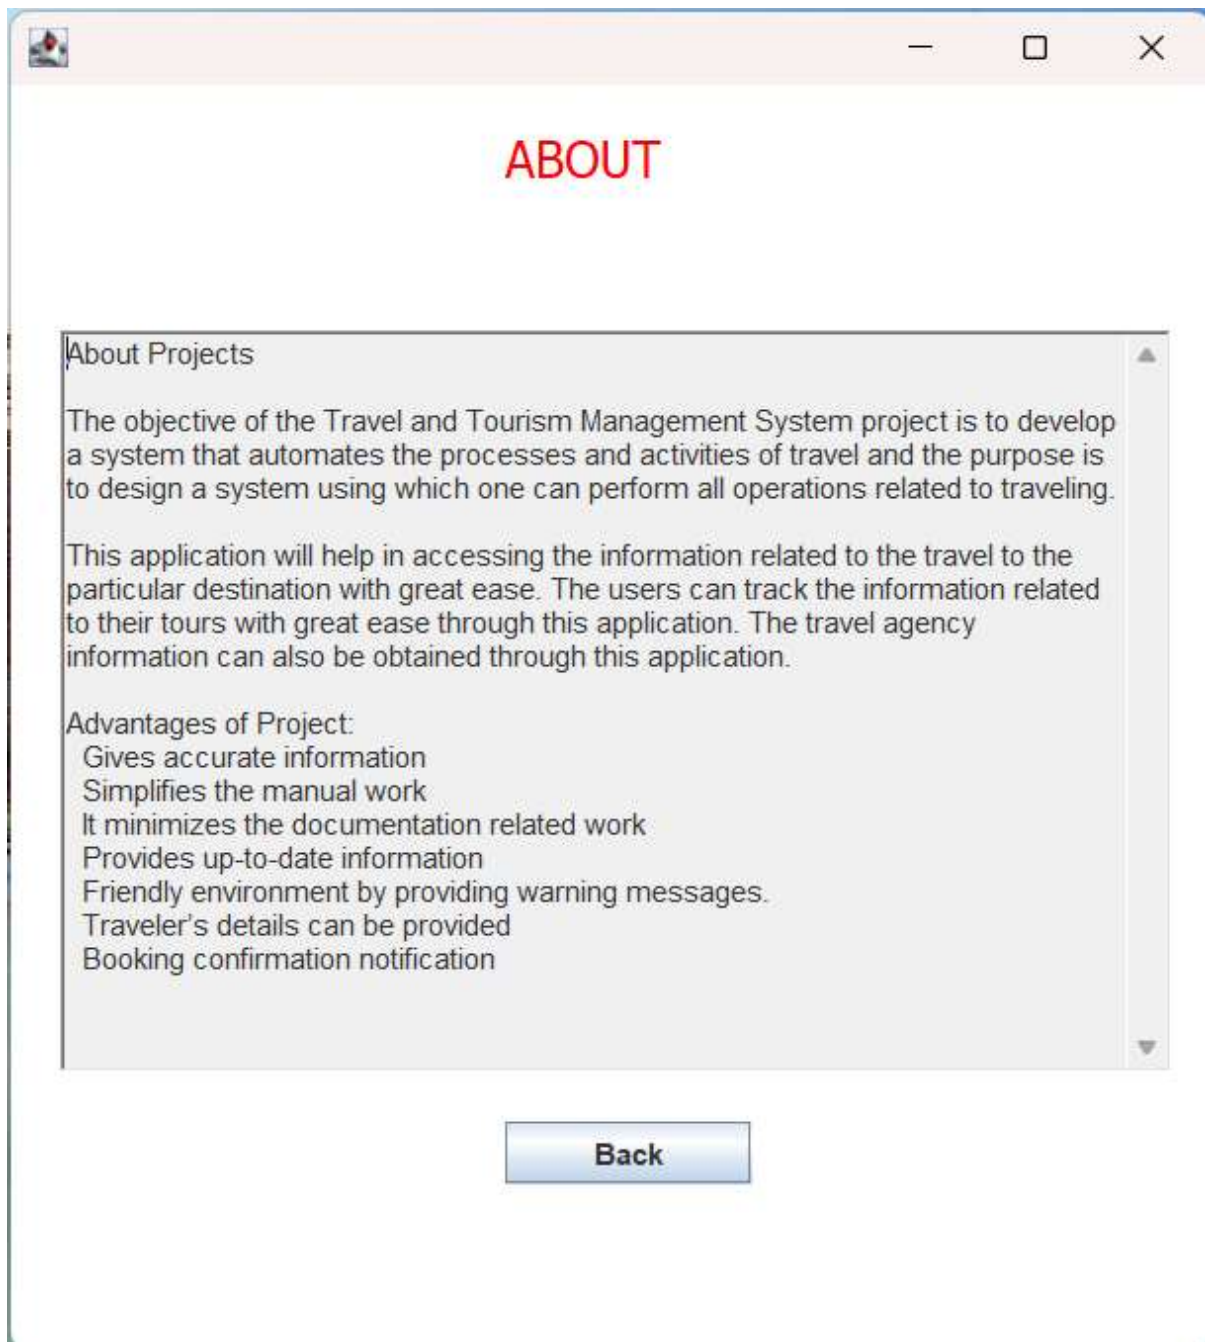 ABOUT
About Projects
The objective of the Travel and Tourism Management System project is to develop
a system that automates the processes and activities of travel and the purpose is
to design a system using which one can perform all operations related to traveling.
This application will help in accessing the information related to the travel to the
particular destination with great ease. The users can track the information related
to their tours with great ease through this application. The travel agency
information can also be obtained through this application.
Advantages of Project:
Gives accurate information
Simplifies the manual work
It minimizes the documentation related work
Provides up-to-date information
Friendly environment by providing warning messages.
Traveler's details can be provided
Booking confirmation notification
Back